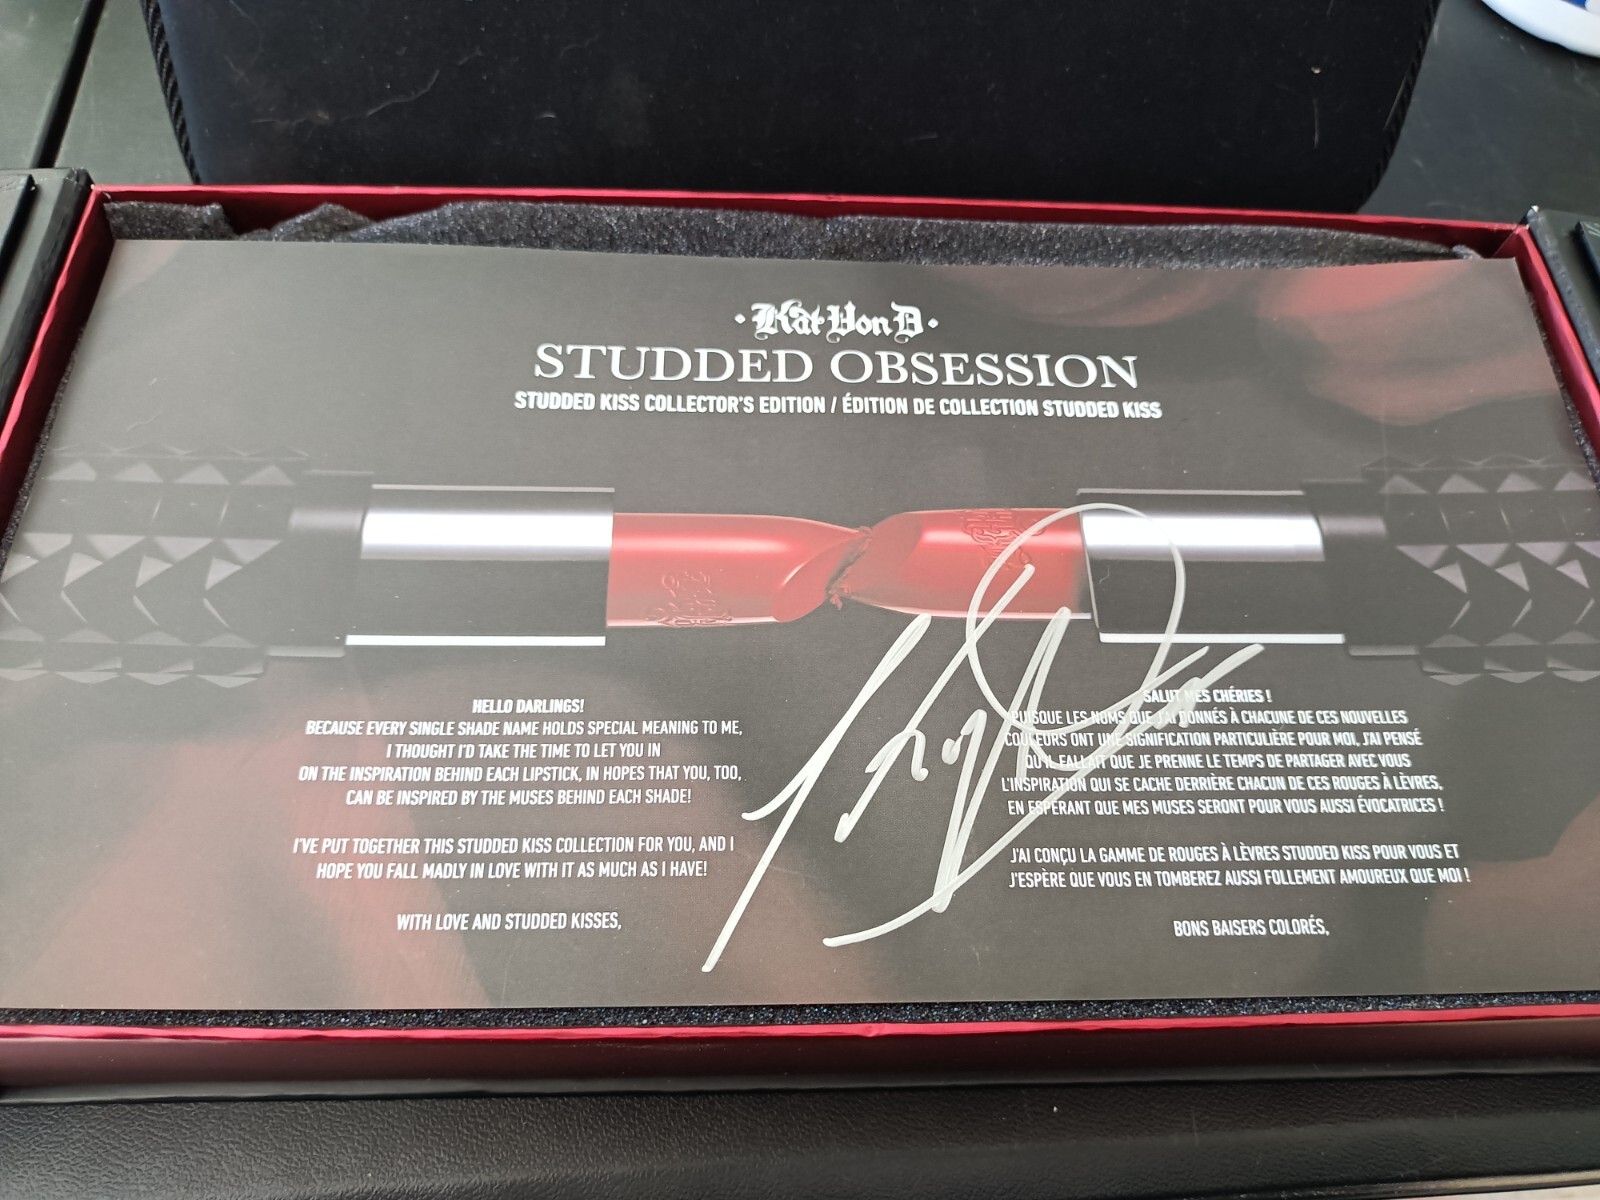 Kat Von D
STUDDED OBSESSION
STUDDED KISS COLLECTOR'S EDITION / ÉDITION DE COLLECTION STUDDED KISS
HELLO DARLINGS!
BECAUSE EVERY SINGLE SHADE NAME HOLDS SPECIAL MEANING TO ME,
I THOUGHT I'D TAKE THE TIME TO LET YOU IN
ON THE INSPIRATION BEHIND EACH LIPSTICK, IN HOPES THAT YOU, TOO,
CAN BE INSPIRED BY THE MUSES BEHIND EACH SHADE!
I'VE PUT TOGETHER THIS STUDDED KISS COLLECTION FOR YOU, AND I
HOPE YOU FALL MADLY IN LOVE WITH IT AS MUCH AS I HAVE!
WITH LOVE AND STUDDED KISSES,
SALUT MES CHÉRIES !
PUISQUE LES NOMS QUE J'AI DONNÉS À CHACUNE DE CES NOUVELLES
COULEURS ONT UNE SIGNIFICATION PARTICULIÈRE POUR MOI, J'AI PENSÉ
QU'IL FALLAIT QUE JE PRENNE LE TEMPS DE PARTAGER AVEC VOUS
L'INSPIRATION QUI SE CACHE DERRIÈRE CHACUN DE CES ROUGES À LÈVRES,
EN ESPÉRANT QUE MES MUSES SERONT POUR VOUS AUSSI ÉVOCATRICES !
J'AI CONÇU LA GAMME DE ROUGES À LÈVRES STUDDED KISS POUR VOUS ET
J'ESPÈRE QUE VOUS EN TOMBEREZ AUSSI FOLLEMENT AMOUREUX QUE MOI !
BONS BAISERS COLORÉS,